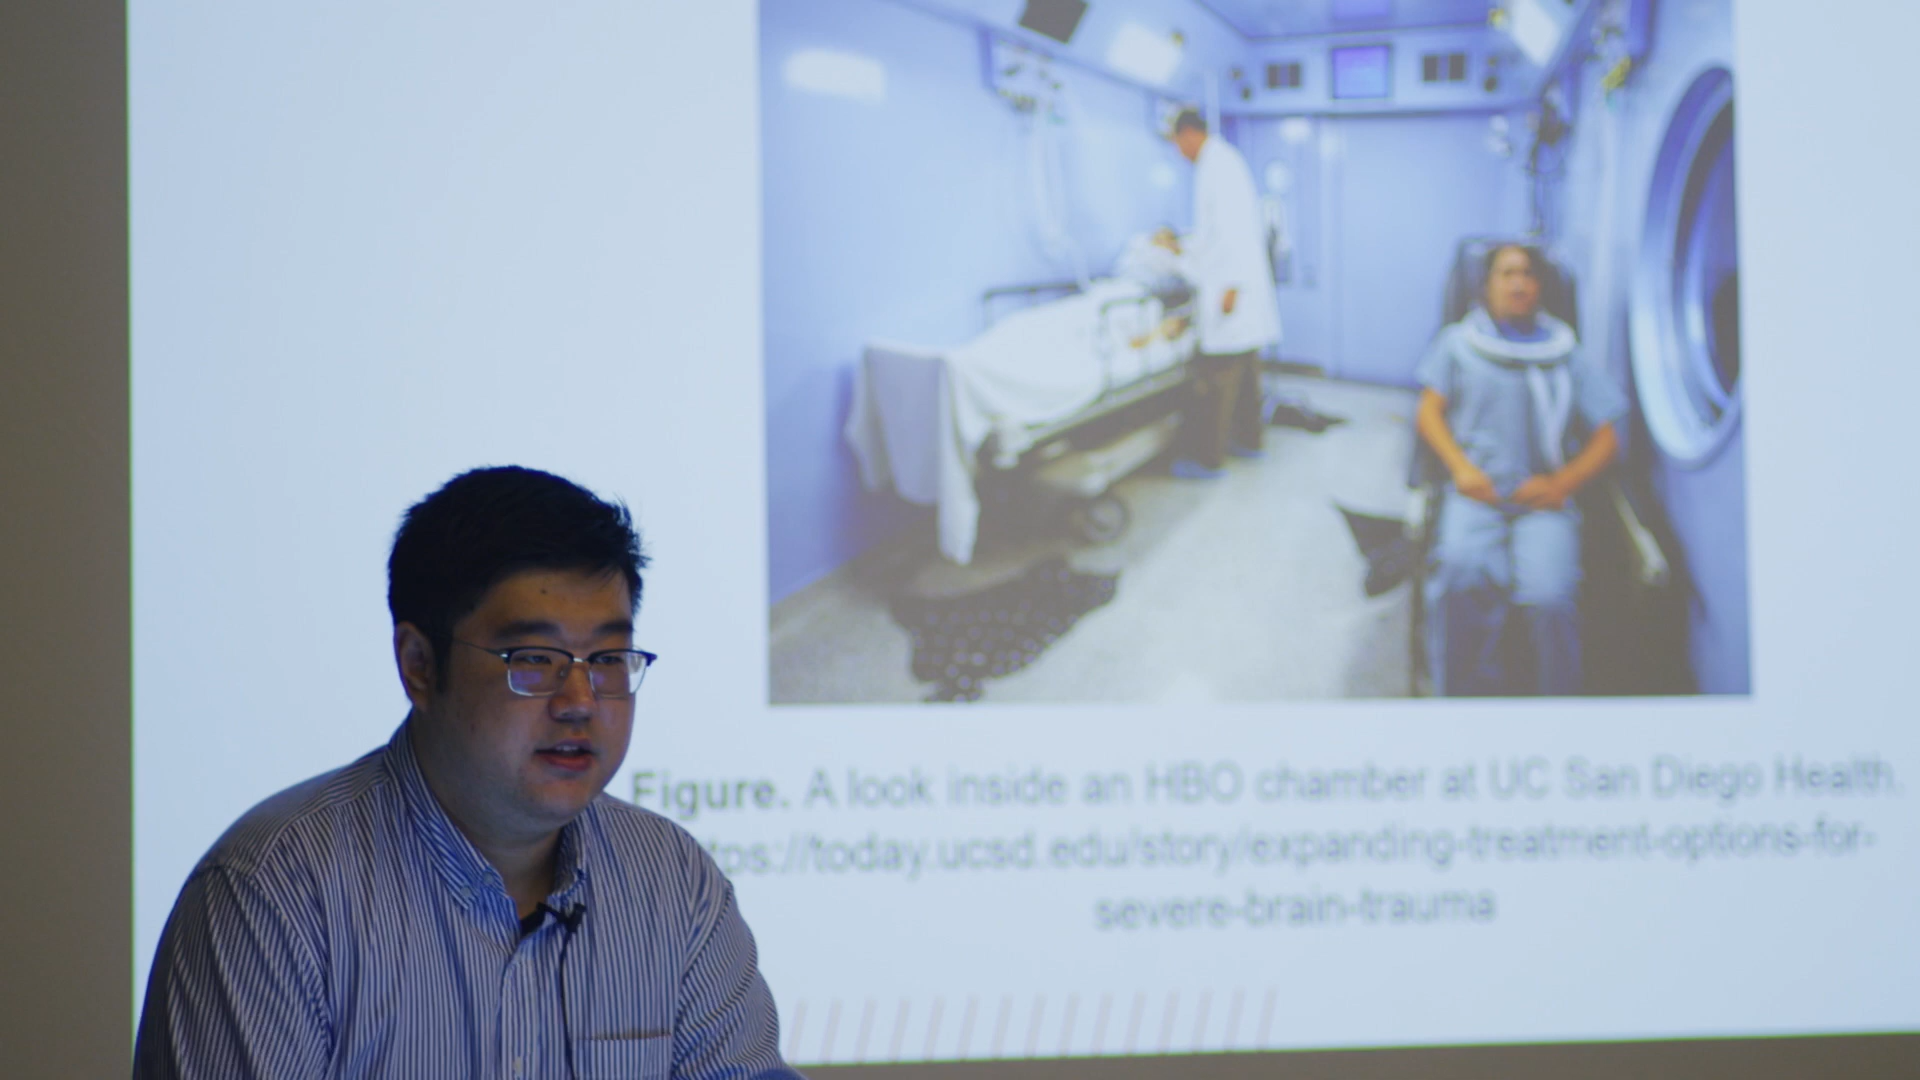 Figure. A look inside an HBO chamber at UC San Diego Health.
tps://today.ucsd.edu/story/expanding-treatment-options-for-
severe-brain-trauma